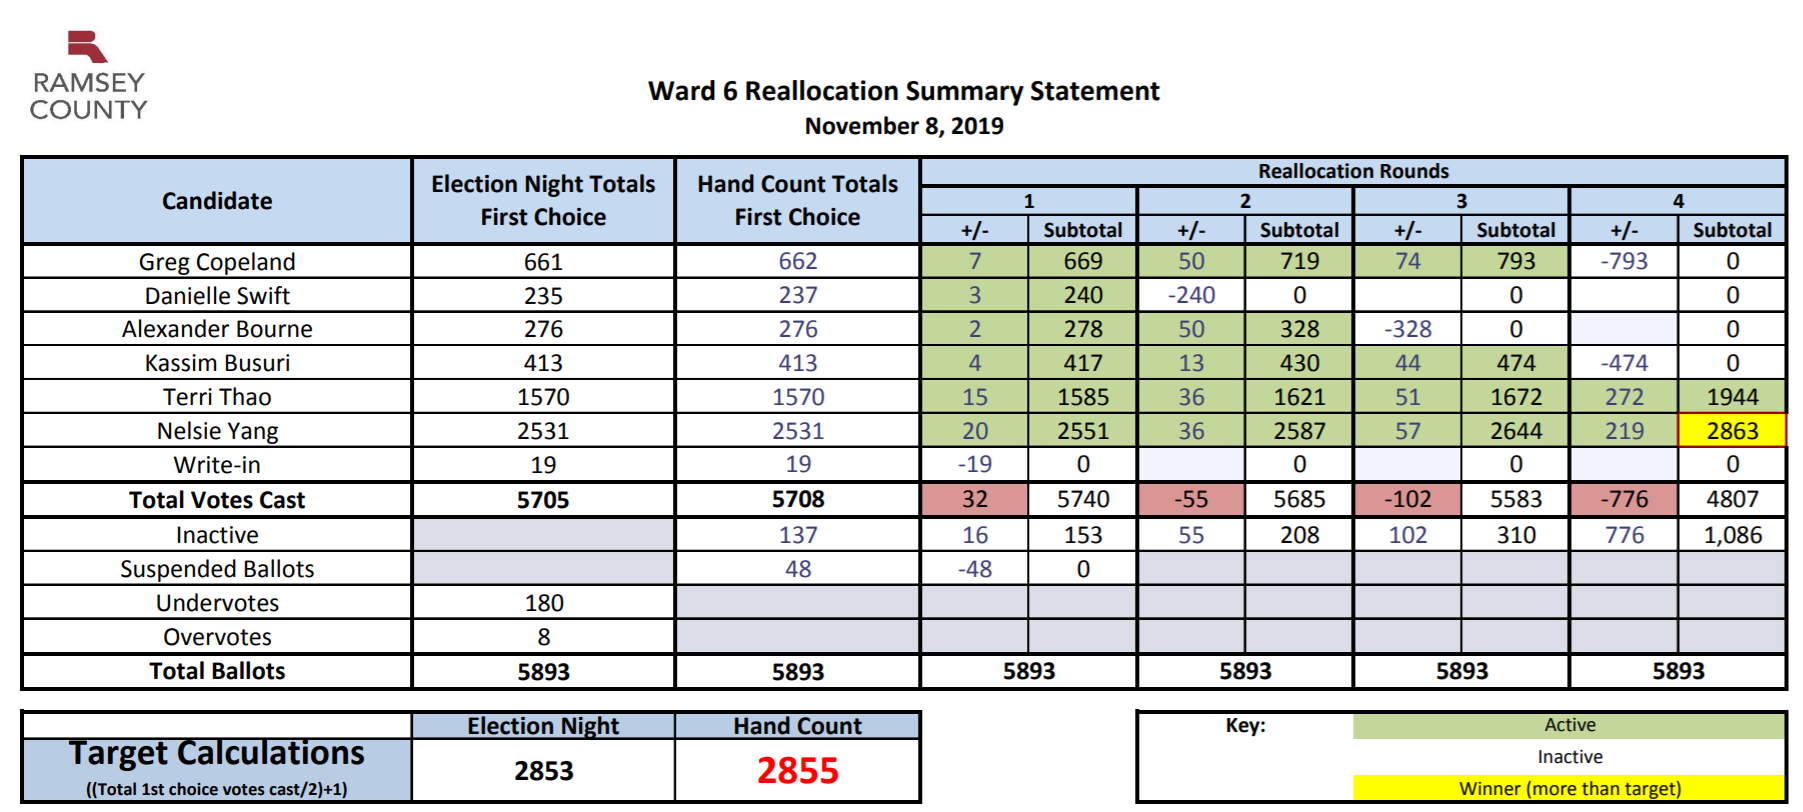 RAMSEY
COUNTY
Ward 6 Reallocation Summary Statement
November 8, 2019
Candidate Election Night Totals First Choice Hand Count Totals First Choice Reallocation Rounds
1 2 3 4
+/- Subtotal +/- Subtotal +/- Subtotal +/- Subtotal
Greg Copeland 661 662 7 669 50 719 74 793 -793 0
Danielle Swift 235 237 3 240 -240 0 0 0
Alexander Bourne 276 276 2 278 50 328 -328 0 0
Kassim Busuri 413 413 4 417 13 430 44 474 -474 0
Terri Thao 1570 1570 15 1585 36 1621 51 1672 272 1944
Nelsie Yang 2531 2531 20 2551 36 2587 57 2644 219 2863
Write-in 19 19 -19 0 0 0 0
Total Votes Cast 5705 5708 32 5740 -55 5685 -102 5583 -776 4807
Inactive 137 16 153 55 208 102 310 776 1,086
Suspended Ballots 48 -48 0
Undervotes 180
Overvotes 8
Total Ballots 5893 5893 5893 5893 5893 5893
Election Night Hand Count
Target Calculations 2853 2855
((Total 1st choice votes cast/2)+1)
Key: Active
Inactive
Winner (more than target)